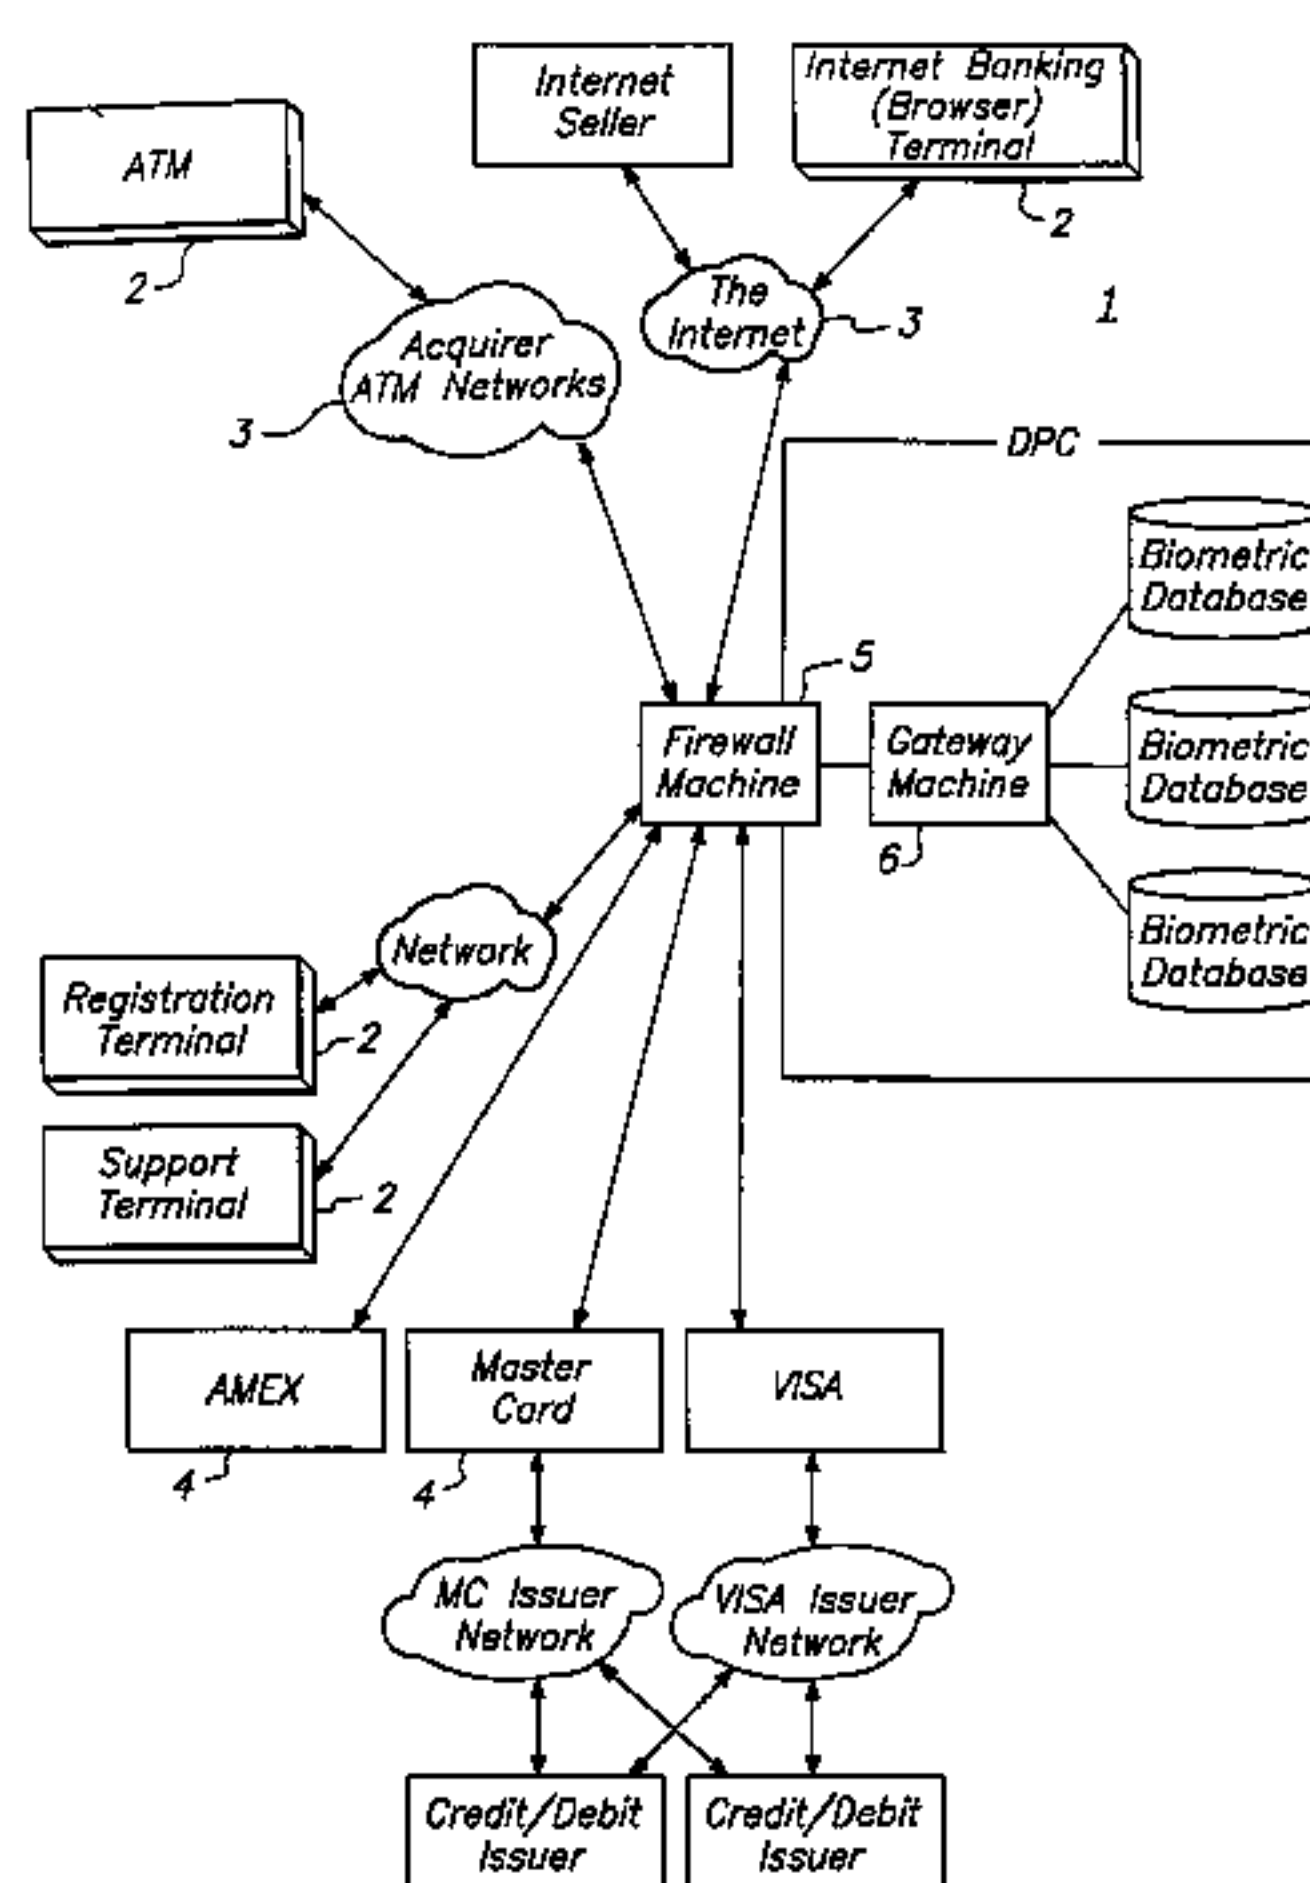 Internet
Seller
Internet Banking
(Browser)
Terminal
2
ATM
2
The
Internet
3
1
Acquirer
ATM Networks
3
DPC
Biometric
Database
5
Firewall
Machine
Gateway
Machine
6
Biometric
Database
Biometric
Database
Network
Registration
Terminal
2
Support
Terminal
2
AMEX
4
Master
Card
4
VISA
MC Issuer
Network
VISA Issuer
Network
Credit/Debit
Issuer
Credit/Debit
Issuer